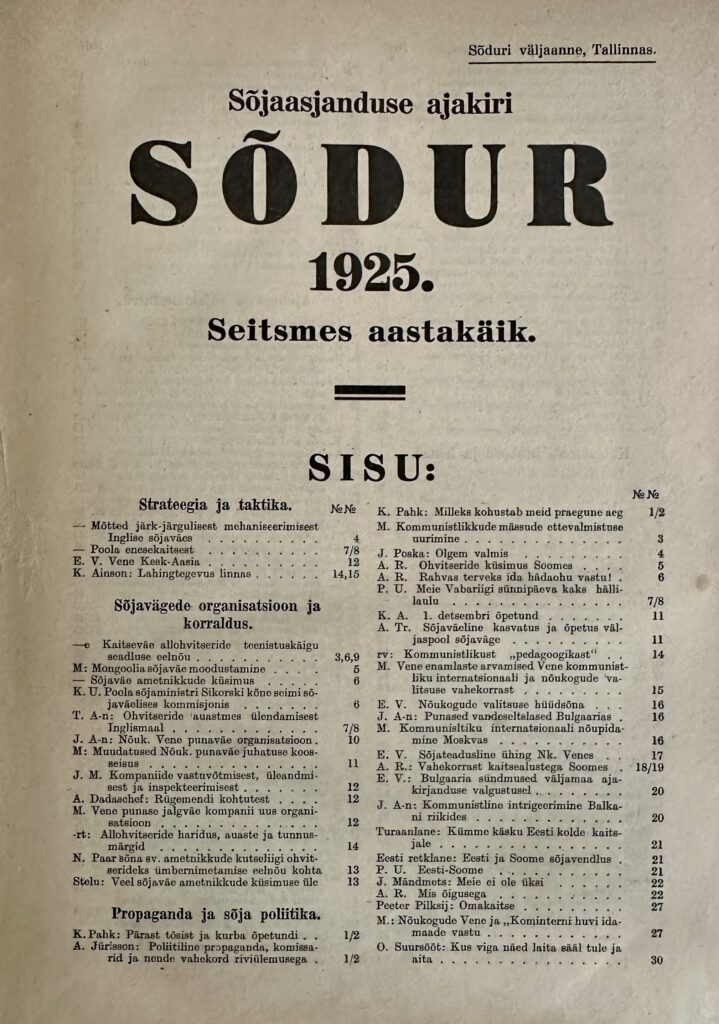 Sõduri väljaanne, Tallinnas.
Sõjaasjanduse ajakiri
SÕDUR
1925.
Seitsmes aastakäik.
SISU:
Strateegia ja taktika.
№№
— Mõtted järk-järgulisest mehaniseerimisest
Inglise sõjaväes . . . . . . . . . . 4
— Poola enesekaitsest . . . . . . . . . . 7/8
E. V. Vene Kesk-Aasia . . . . . . . . . 12
K. Ainson: Lahingtegevus linnas . . . . . . 14,15
Sõjavägede organisatsioon ja
korraldus.
—e Kaitseväe allohvitseride teenistuskäigu
seadluse eelnõu . . . . . . . . . . . 3,6,9
M: Mongoolia sõjaväe moodustamine . . . . 5
— Sõjaväe ametnikkude küsimus . . . . . 6
K. U. Poola sõjaministri Sikorski kõne seimi sõ-
javäelises kommisjonis . . . . . . . 6
T. A-n: Ohvitseride auastmes ülendamisest
Inglismaal . . . . . . . . . . . . . 7/8
J. A-n: Nõuk. Vene punaväe organisatsioon . 10
M: Muudatused Nõuk. punaväe juhatuse koos-
seisus . . . . . . . . . . . . . . 11
J. M. Kompaniide vastuvõtmisest, üleandmi-
sest ja inspekteerimisest . . . . . . . 12
A. Dadaschef: Rügemendi kohtutest . . . . 12
M. Vene punase jalgväe kompanii uus organi-
satsioon . . . . . . . . . . . . . . 12
-rt: Allohvitseride haridus, auaste ja tunnus-
märgid . . . . . . . . . . . . . . 14
N. Paar sõna sv. ametnikkude kutseliigi ohvit-
serideks ümbernimetamise eelnõu kohta 13
Stelu: Veel sõjaväe ametnikkude küsimuse üle 13
Propaganda ja sõja poliitika.
K. Pahk: Pärast tõsist ja kurba õpetundi . . 1/2
A. Jürisson: Poliitiline propaganda, komissa-
rid ja nende vahekord riviülemusega . 1/2
№№
K. Pahk: Milleks kohustab meid praegune aeg 1/2
M. Kommunistlikkude mässude ettevalmistuse
uurimine . . . . . . . . . . . . . . 3
J. Poska: Olgem valmis . . . . . . . . . 4
A. R. Ohvitseride küsimus Soomes . . . . 5
A. R. Rahvas terveks ida hädaohu vastu! . 6
P. U. Meie Vabariigi sünnipäeva kaks hälli-
laulu . . . . . . . . . . . . . . . 7/8
K. A. 1. detsembri õpetund . . . . . . . 11
A. Tr. Sõjaväeline kasvatus ja õpetus väl-
jaspool sõjaväge . . . . . . . . . . 11
rv: Kommunistlikust „pedagoogikast“ . . 14
M. Vene enamlaste arvamised Vene kommunist-
liku internatsionaali ja nõukogude va-
litsuse vahekorrast . . . . . . . . . 15
E. V. Nõukogude valitsuse hüüdsõna . . . 16
J. A-n: Punased vandeseltslased Bulgaarias . 16
M. Kommunisltiku internatsionaali nõupida-
mine Moskvas . . . . . . . . . . . 16
E. V. Sõjateadusline ühing Nk. Venes . . 17
A. R.: Vahekorrast kaitsealustega Soomes . 18/19
E. V.: Bulgaaria sündmused väljamaa aja-
kirjanduse valgustusel . . . . . . . . 20
J. A-n: Kommunistline intrigeerimine Balka-
ni riikides . . . . . . . . . . . . 20
Turaanlane: Kümme käsku Eesti kolde kaits-
jale . . . . . . . . . . . . . . . 21
Eesti retklane: Eesti ja Soome sõjavendlus . 21
P. U. Eesti-Soome . . . . . . . . . . 21
J. Mändmets: Meie ei ole üksi . . . . . . 22
A. R. Mis õigusega . . . . . . . . . . 22
Peeter Pilksij: Omakaitse . . . . . . . . 27
M.: Nõukogude Vene ja „Kominterni huvi ida-
maade vastu . . . . . . . . . . . 27
O. Suursööt: Kus viga näed laita sääl tule ja
aita . . . . . . . . . . . . . . . 30